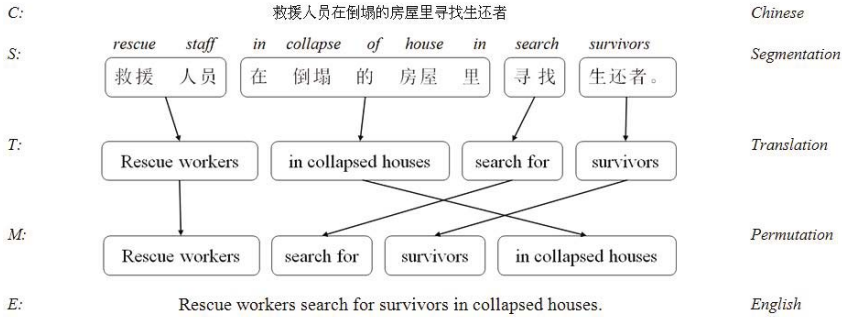 C: 救援人员在倒塌的房屋里寻找生还者 Chinese
rescue staff in collapse of house in search survivors
S: 救援 人员 在 倒塌 的 房屋 里 寻找 生还者。 Segmentation
T: Rescue workers in collapsed houses search for survivors Translation
M: Rescue workers search for survivors in collapsed houses Permutation
E: Rescue workers search for survivors in collapsed houses. English